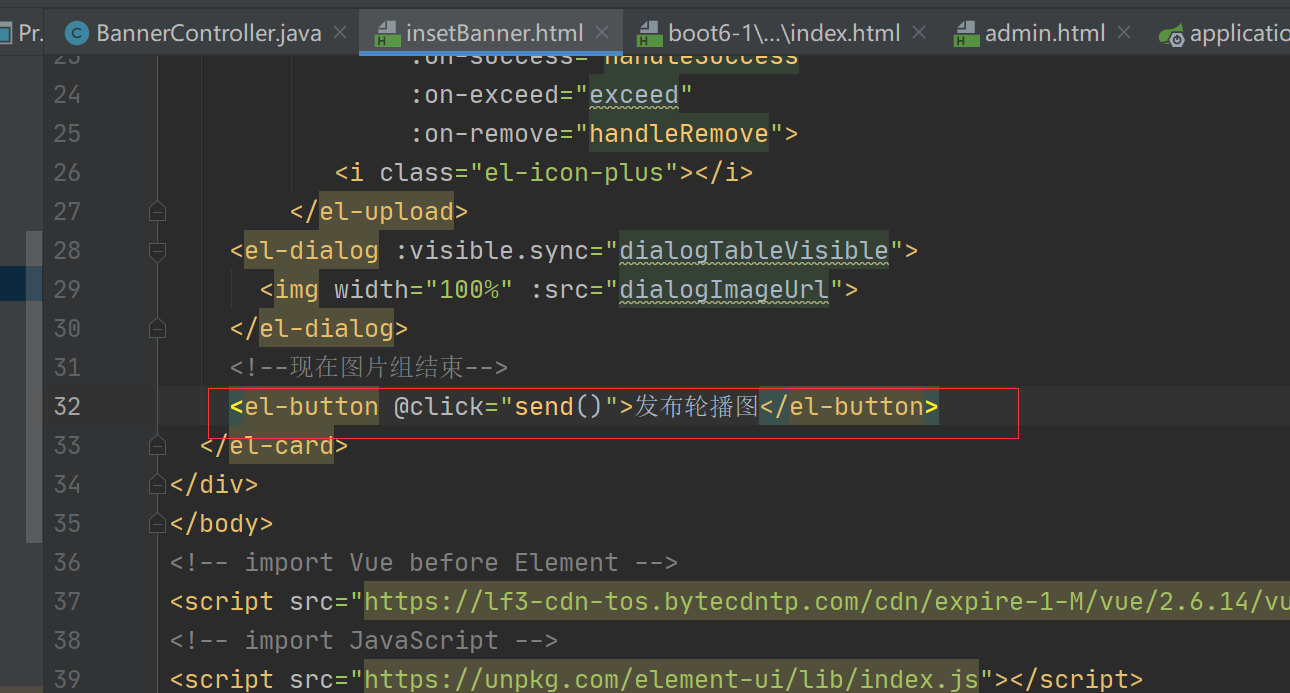 Pr. BannerController.java insetBanner.html boot6-1\...\index.html admin.html applicatio
23 :on-success="handleSuccess
24 :on-exceed="exceed"
25 :on-remove="handleRemove">
26 <i class="el-icon-plus"></i>
27 </el-upload>
28 <el-dialog :visible.sync="dialogTableVisible">
29 <img width="100%" :src="dialogImageUrl">
30 </el-dialog>
31 <!--现在图片组结束-->
32 <el-button @click="send()">发布轮播图</el-button>
33 </el-card>
34 </div>
35 </body>
36 <!-- import Vue before Element -->
37 <script src="https://lf3-cdn-tos.bytecdntp.com/cdn/expire-1-M/vue/2.6.14/vu
38 <!-- import JavaScript -->
39 <script src="https://unpkg.com/element-ui/lib/index.js"></script>